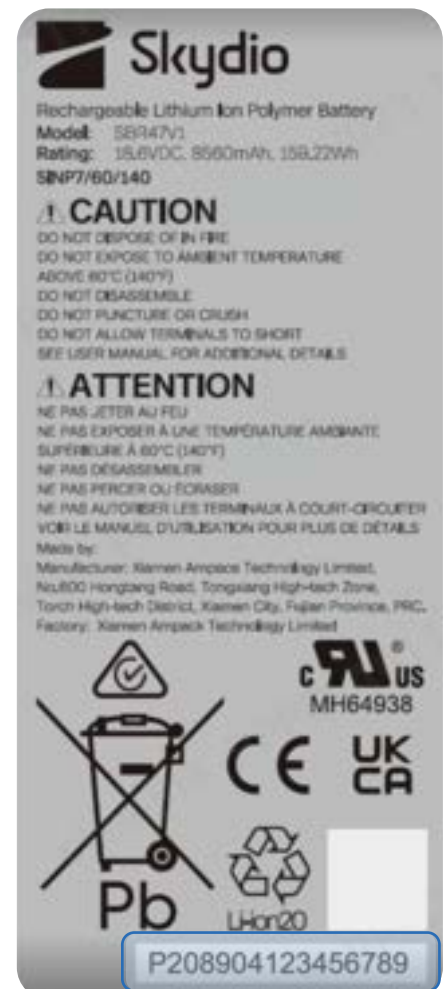 Skydio
Rechargeable Lithium Ion Polymer Battery
Model: SBR47V1
Rating: 18.6VDC, 8560mAh, 159.22Wh
CAUTION
DO NOT DISPOSE OF IN FIRE
DO NOT EXPOSE TO AMBIENT TEMPERATURE
ABOVE 60°C (140°F)
DO NOT DISASSEMBLE
DO NOT PUNCTURE OR CRUSH
DO NOT ALLOW TERMINALS TO SHORT
SEE USER MANUAL FOR ADDITIONAL DETAILS
ATTENTION
NE PAS JETER AU FEU
NE PAS EXPOSER À UNE TEMPÉRATURE AMBIANTE
SUPÉRIEURE À 60°C (140°F)
NE PAS DÉSASSEMBLER
NE PAS PERCER OU ÉCRASER
NE PAS AUTORISER LES TERMINAUX À COURT-CIRCUITER
VOIR LE MANUEL D'UTILISATION POUR PLUS DE DÉTAILS
Made by:
Manufacturer: Xiamen Ampace Technology Limited,
No.600 Hongtang Road, Tongxiang High-tech Zone,
Torch High-tech District, Xiamen City, Fujian Province, PRC.
Factory: Xiamen Ampack Technology Limited
c RU ® US
MH64938
CE
UK
CA
Pb
Li-ion20
P208904123456789